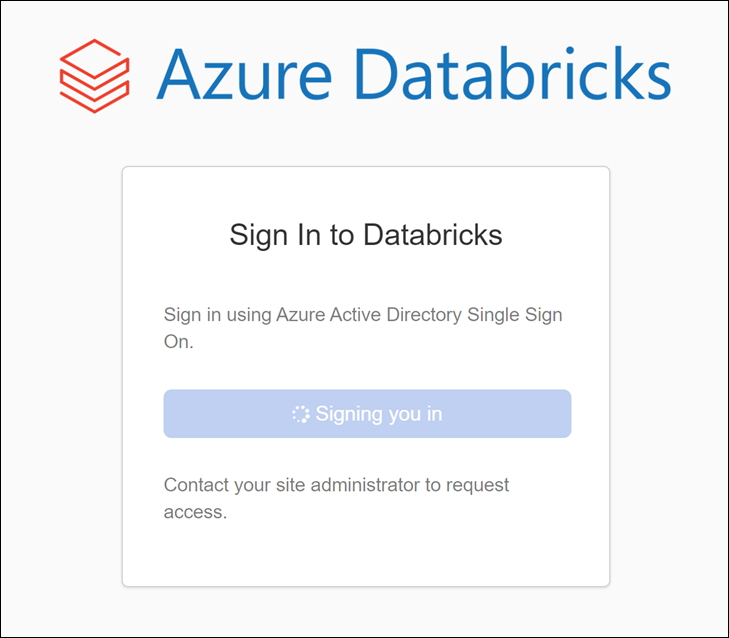 Azure Databricks
Sign In to Databricks
Sign in using Azure Active Directory Single Sign
On.
Signing you in
Contact your site administrator to request
access.